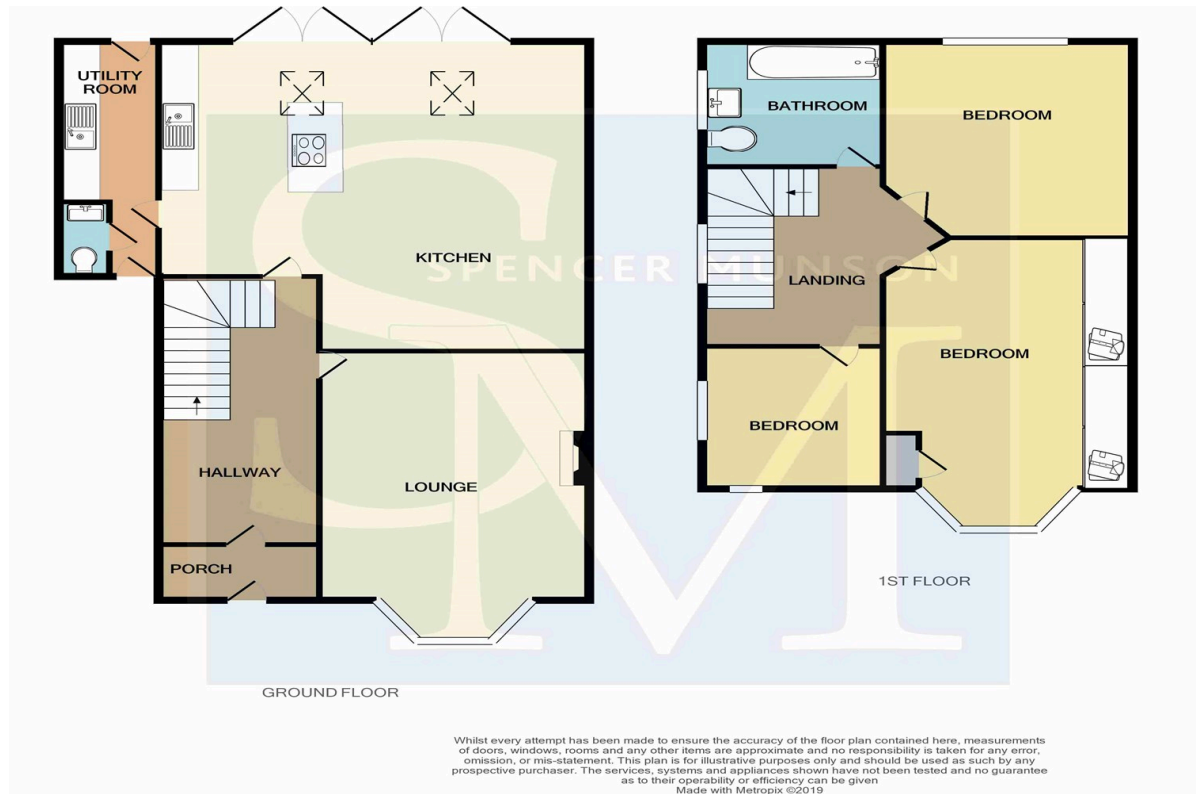 UTILITY
ROOM
KITCHEN
HALLWAY
LOUNGE
PORCH
GROUND FLOOR
BATHROOM
BEDROOM
LANDING
BEDROOM
BEDROOM
1ST FLOOR
SPENCER MUNSON
SM
Whilst every attempt has been made to ensure the accuracy of the floor plan contained here, measurements
of doors, windows, rooms and any other items are approximate and no responsibility is taken for any error,
omission, or mis-statement. This plan is for illustrative purposes only and should be used as such by any
prospective purchaser. The services, systems and appliances shown have not been tested and no guarantee
as to their operability or efficiency can be given
Made with Metropix ©2019